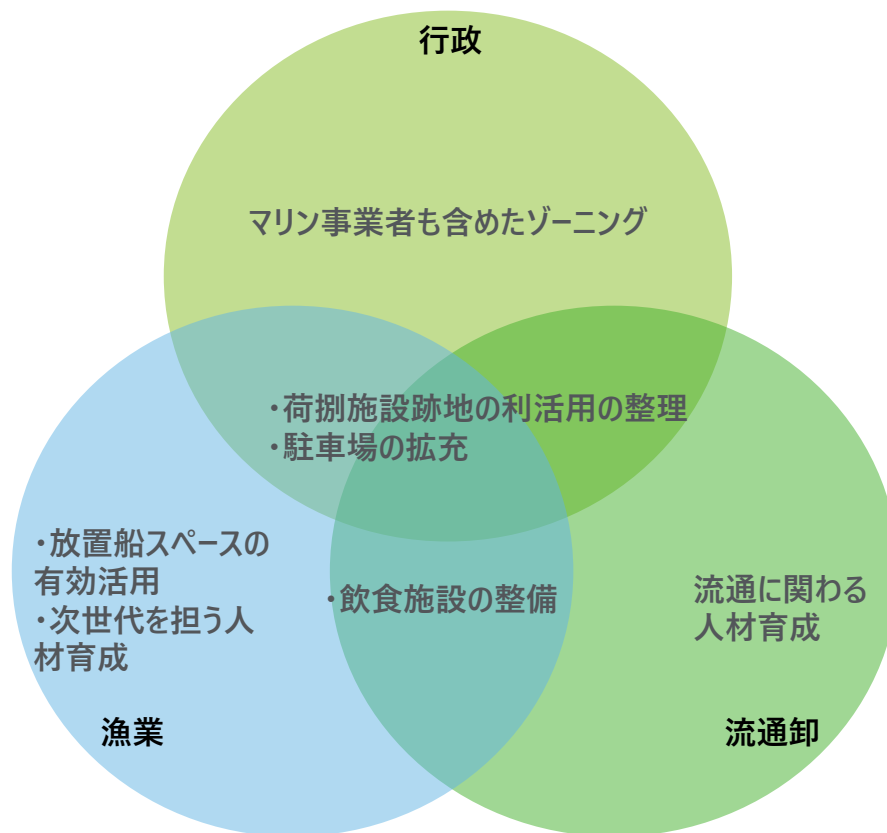 行政
マリン事業者も含めたゾーニング
・荷捌施設跡地の利活用の整理
・駐車場の拡充
・放置船スペースの
有効活用
・次世代を担う人
材育成
・飲食施設の整備
流通に関わる
人材育成
漁業
流通卸